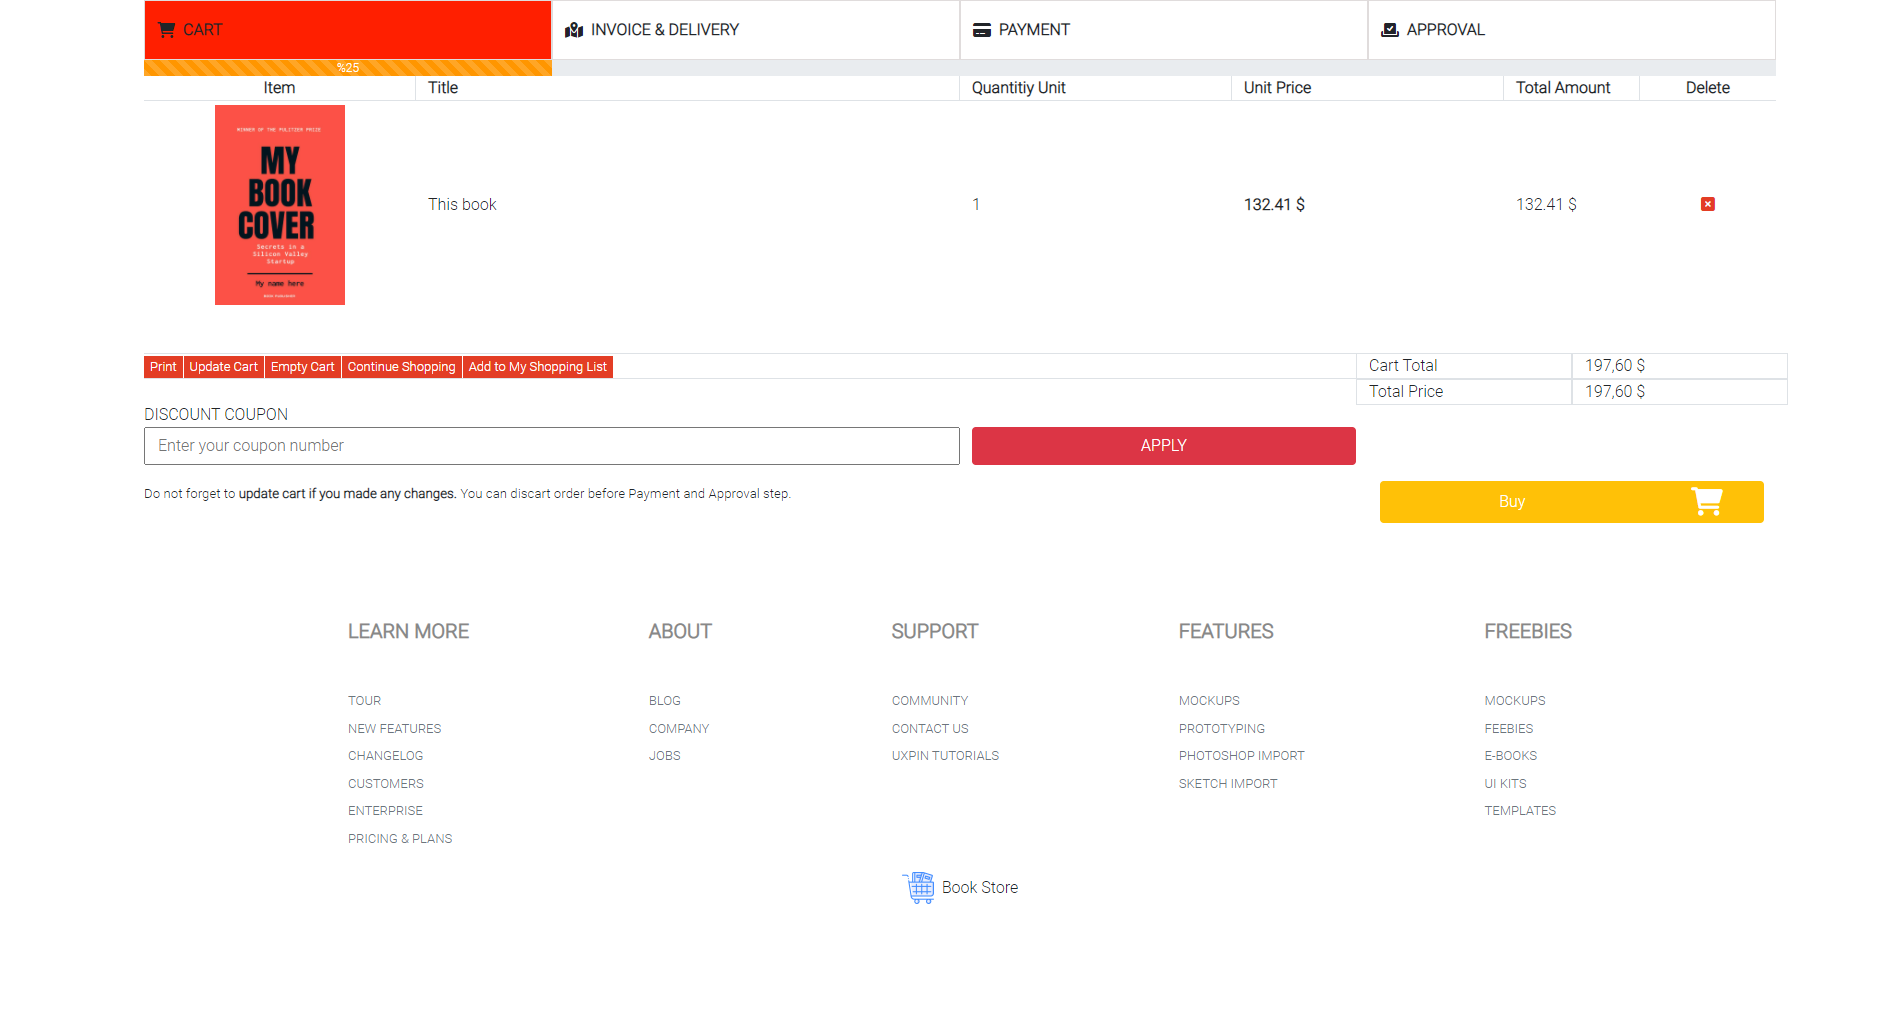 CART
INVOICE & DELIVERY
PAYMENT
APPROVAL
%25
Item
Title
Quantitiy Unit
Unit Price
Total Amount
Delete
WINNER OF THE PULITZER PRIZE
MY
BOOK
COVER
Secrets in a
Silicon Valley
Startup
My name here
This book
1
132.41 $
132.41 $
Print
Update Cart
Empty Cart
Continue Shopping
Add to My Shopping List
Cart Total
197,60 $
Total Price
197,60 $
DISCOUNT COUPON
Enter your coupon number
APPLY
Do not forget to update cart if you made any changes. You can discart order before Payment and Approval step.
Buy
LEARN MORE
TOUR
NEW FEATURES
CHANGELOG
CUSTOMERS
ENTERPRISE
PRICING & PLANS
ABOUT
BLOG
COMPANY
JOBS
SUPPORT
COMMUNITY
CONTACT US
UXPIN TUTORIALS
FEATURES
MOCKUPS
PROTOTYPING
PHOTOSHOP IMPORT
SKETCH IMPORT
FREEBIES
MOCKUPS
FEEBIES
E-BOOKS
UI KITS
TEMPLATES
Book Store